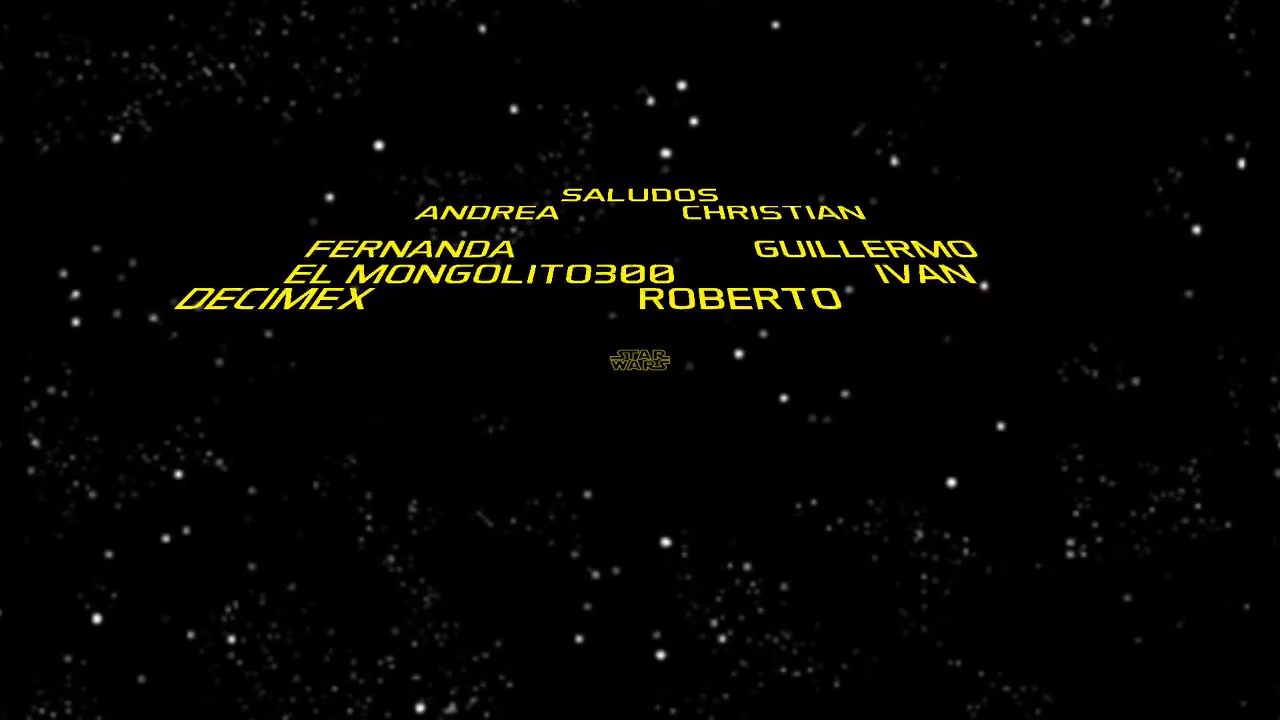 SALUDOS
ANDREA CHRISTIAN
FERNANDA GUILLERMO
EL MONGOLITO300 IVAN
DECIMEX ROBERTO
STAR
WARS